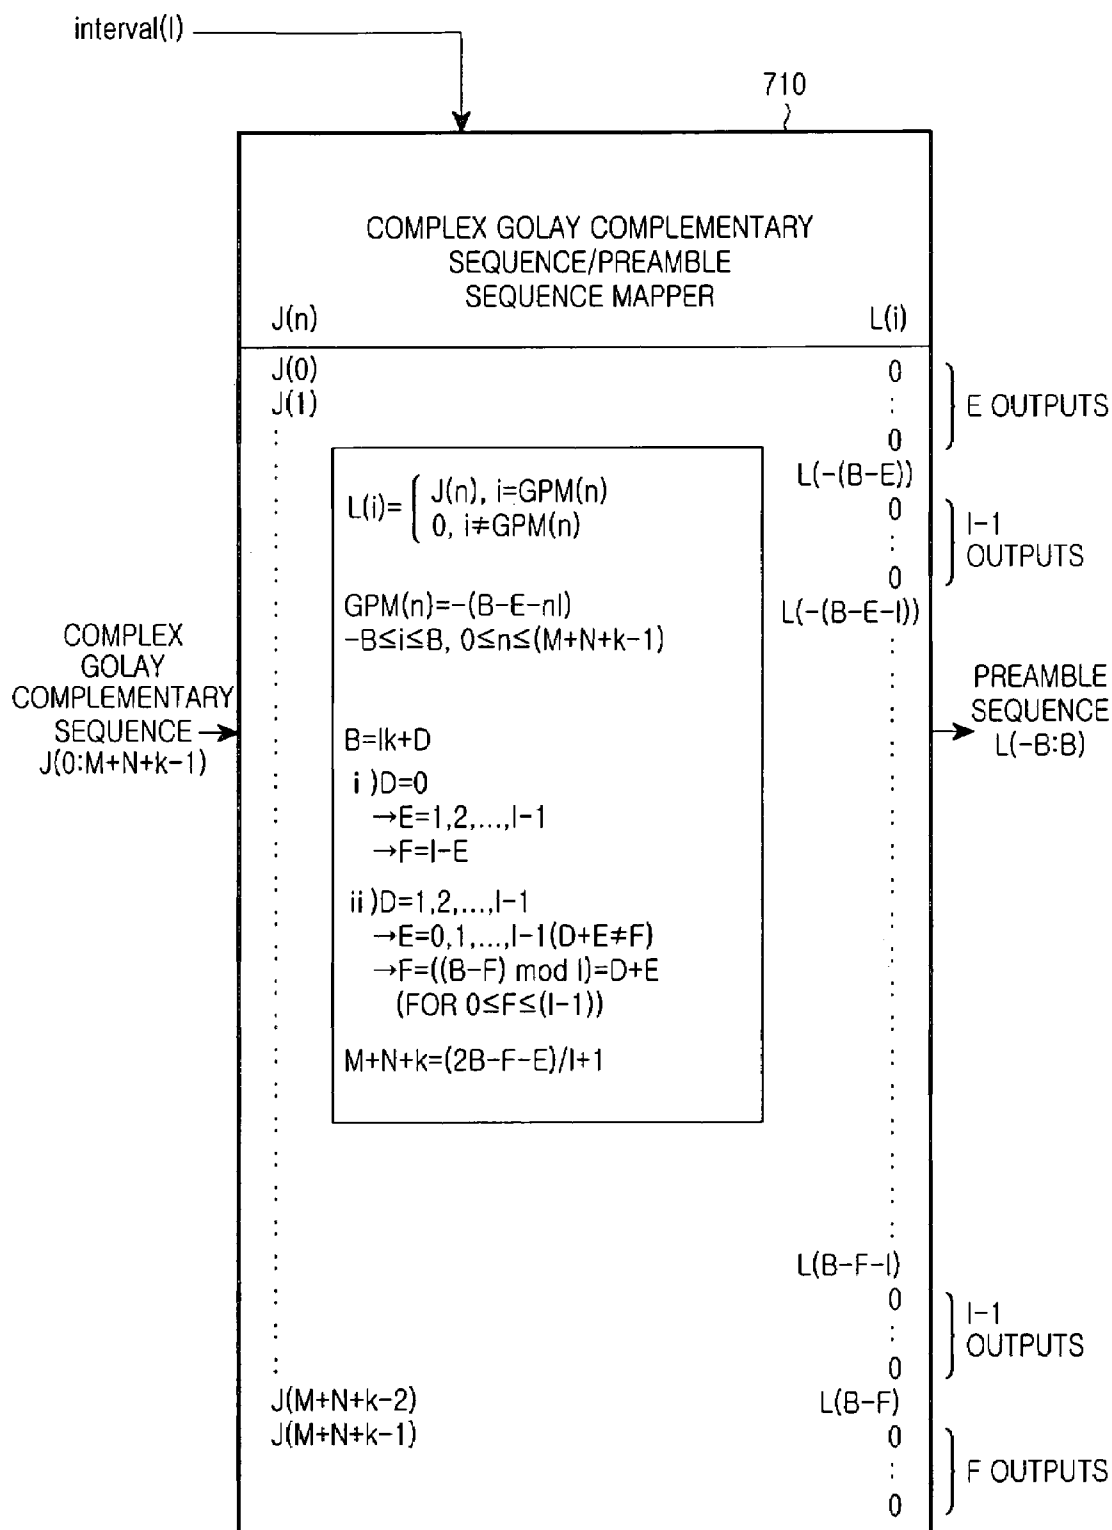 interval(I)
710
COMPLEX GOLAY COMPLEMENTARY
SEQUENCE/PREAMBLE
SEQUENCE MAPPER
J(n)
L(i)
J(0)
J(1)
0
:
0
E OUTPUTS
L(-(B-E))
0
:
0
I-1
OUTPUTS
L(-(B-E-I))
L(i)= { J(n), i=GPM(n)
0, i≠GPM(n)
GPM(n)=-(B-E-nI)
-B≤i≤B, 0≤n≤(M+N+k-1)
B=Ik+D
i )D=0
→E=1,2,...,I-1
→F=I-E
ii )D=1,2,...,I-1
→E=0,1,...,I-1(D+E≠F)
→F=((B-F) mod I)=D+E
(FOR 0≤F≤(I-1))
M+N+k=(2B-F-E)/I+1
COMPLEX
GOLAY
COMPLEMENTARY
SEQUENCE
J(0:M+N+k-1)
PREAMBLE
SEQUENCE
L(-B:B)
L(B-F-I)
0
:
0
I-1
OUTPUTS
J(M+N+k-2)
L(B-F)
J(M+N+k-1)
0
:
0
F OUTPUTS